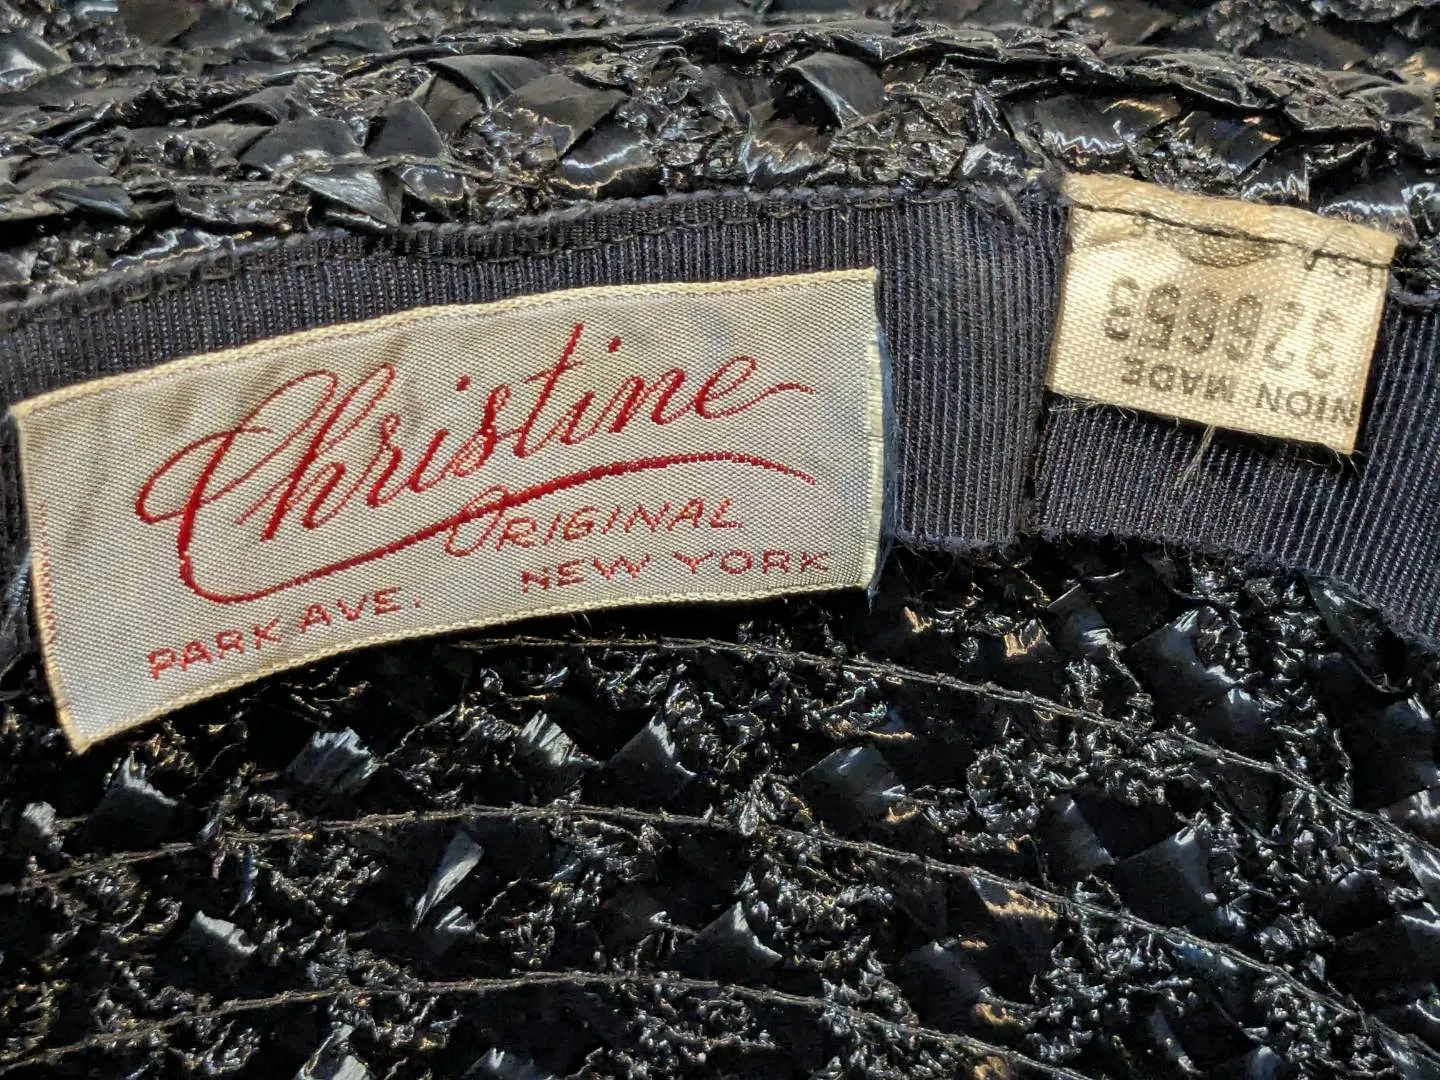 Christine
ORIGINAL
PARK AVE. NEW YORK
NION MADE
326653